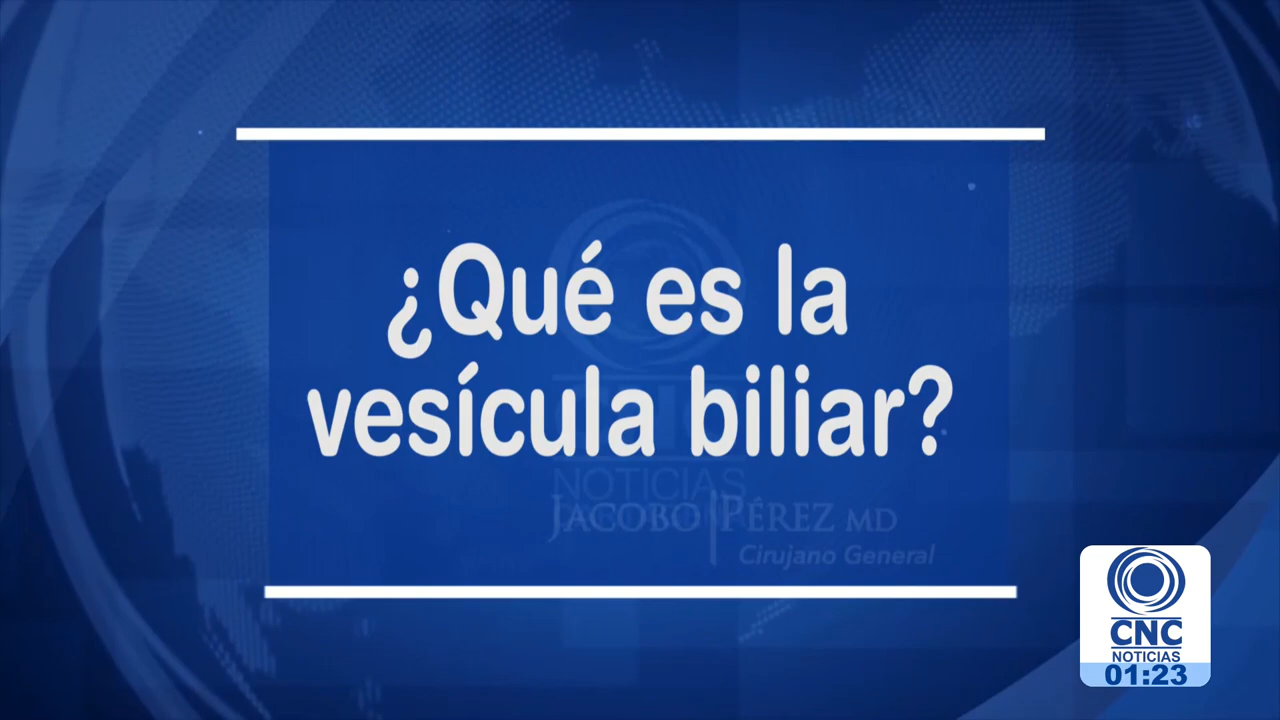 ¿Qué es la
vesícula biliar?
NOTICIAS
JACOBO PÉREZ MD
Cirujano General
CNC
NOTICIAS
01:23